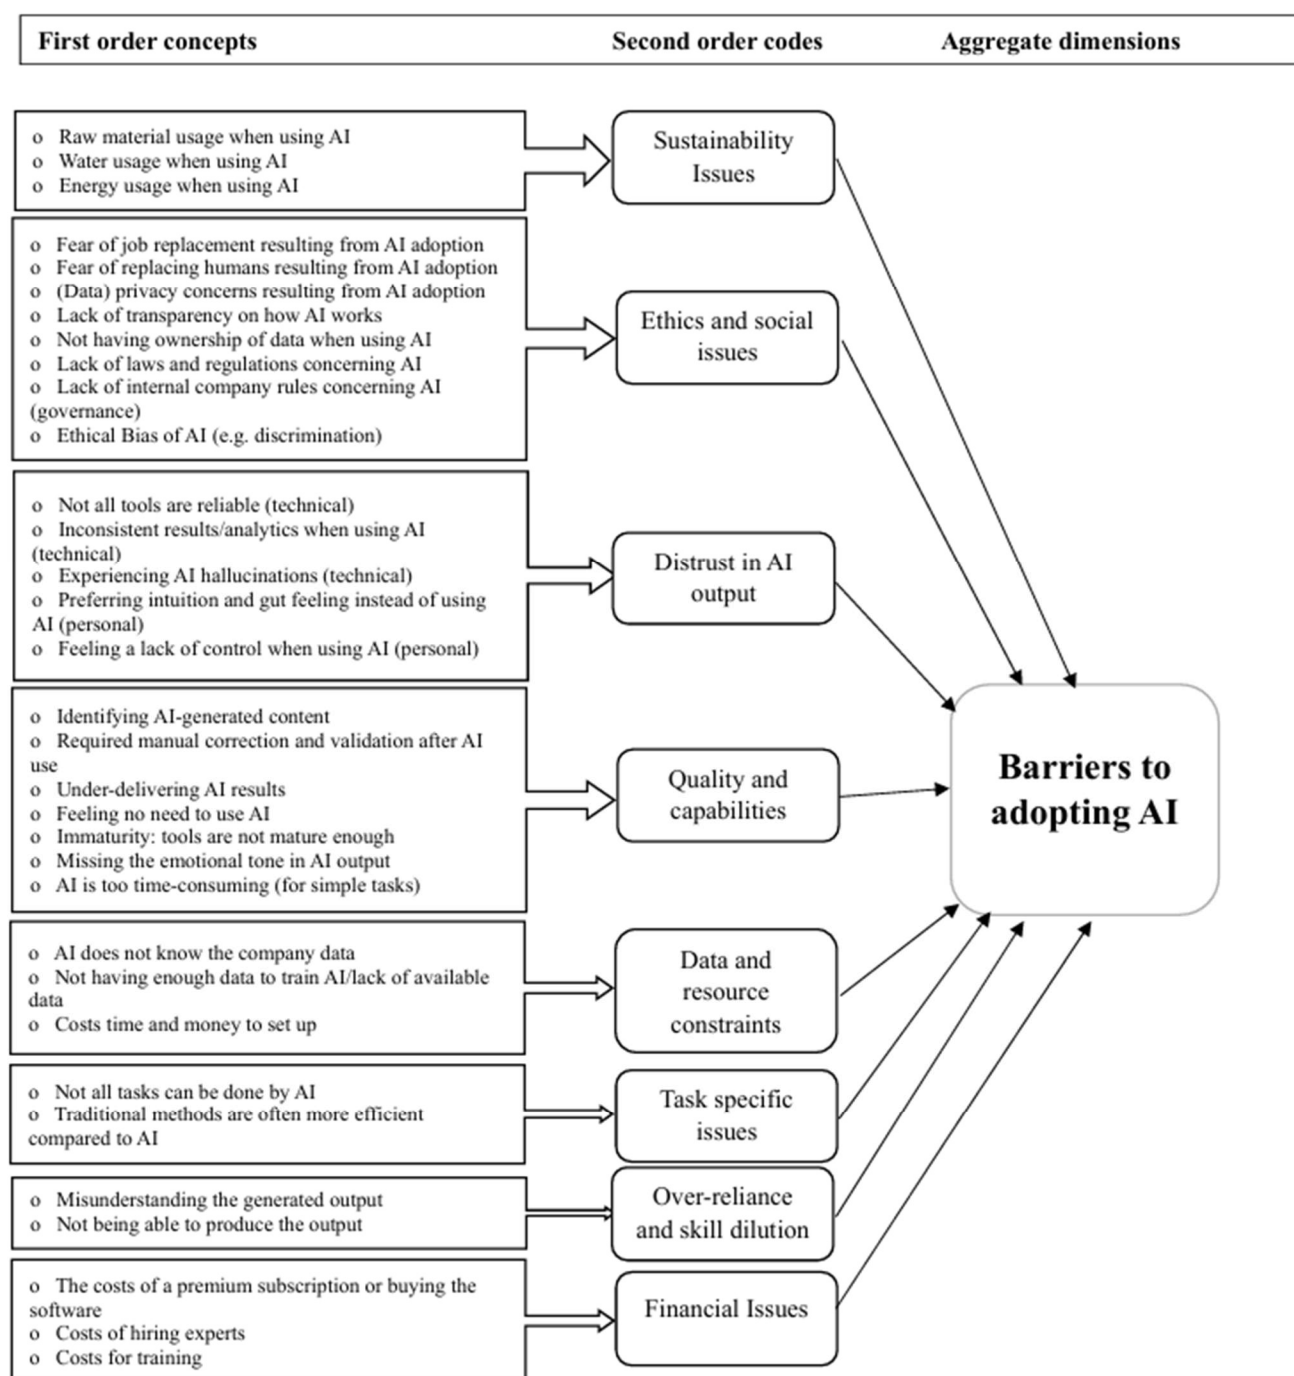 First order concepts Second order codes Aggregate dimensions
o Raw material usage when using AI
o Water usage when using AI
o Energy usage when using AI
Sustainability
Issues
o Fear of job replacement resulting from AI adoption
o Fear of replacing humans resulting from AI adoption
o (Data) privacy concerns resulting from AI adoption
o Lack of transparency on how AI works
o Not having ownership of data when using AI
o Lack of laws and regulations concerning AI
o Lack of internal company rules concerning AI
(governance)
o Ethical Bias of AI (e.g. discrimination)
Ethics and social
issues
o Not all tools are reliable (technical)
o Inconsistent results/analytics when using AI
(technical)
o Experiencing AI hallucinations (technical)
o Preferring intuition and gut feeling instead of using
AI (personal)
o Feeling a lack of control when using AI (personal)
Distrust in AI
output
o Identifying AI-generated content
o Required manual correction and validation after AI
use
o Under-delivering AI results
o Feeling no need to use AI
o Immaturity: tools are not mature enough
o Missing the emotional tone in AI output
o AI is too time-consuming (for simple tasks)
Quality and
capabilities
Barriers to
adopting AI
o AI does not know the company data
o Not having enough data to train AI/lack of available
data
o Costs time and money to set up
Data and
resource
constraints
o Not all tasks can be done by AI
o Traditional methods are often more efficient
compared to AI
Task specific
issues
o Misunderstanding the generated output
o Not being able to produce the output
Over-reliance
and skill dilution
o The costs of a premium subscription or buying the
software
o Costs of hiring experts
o Costs for training
Financial Issues